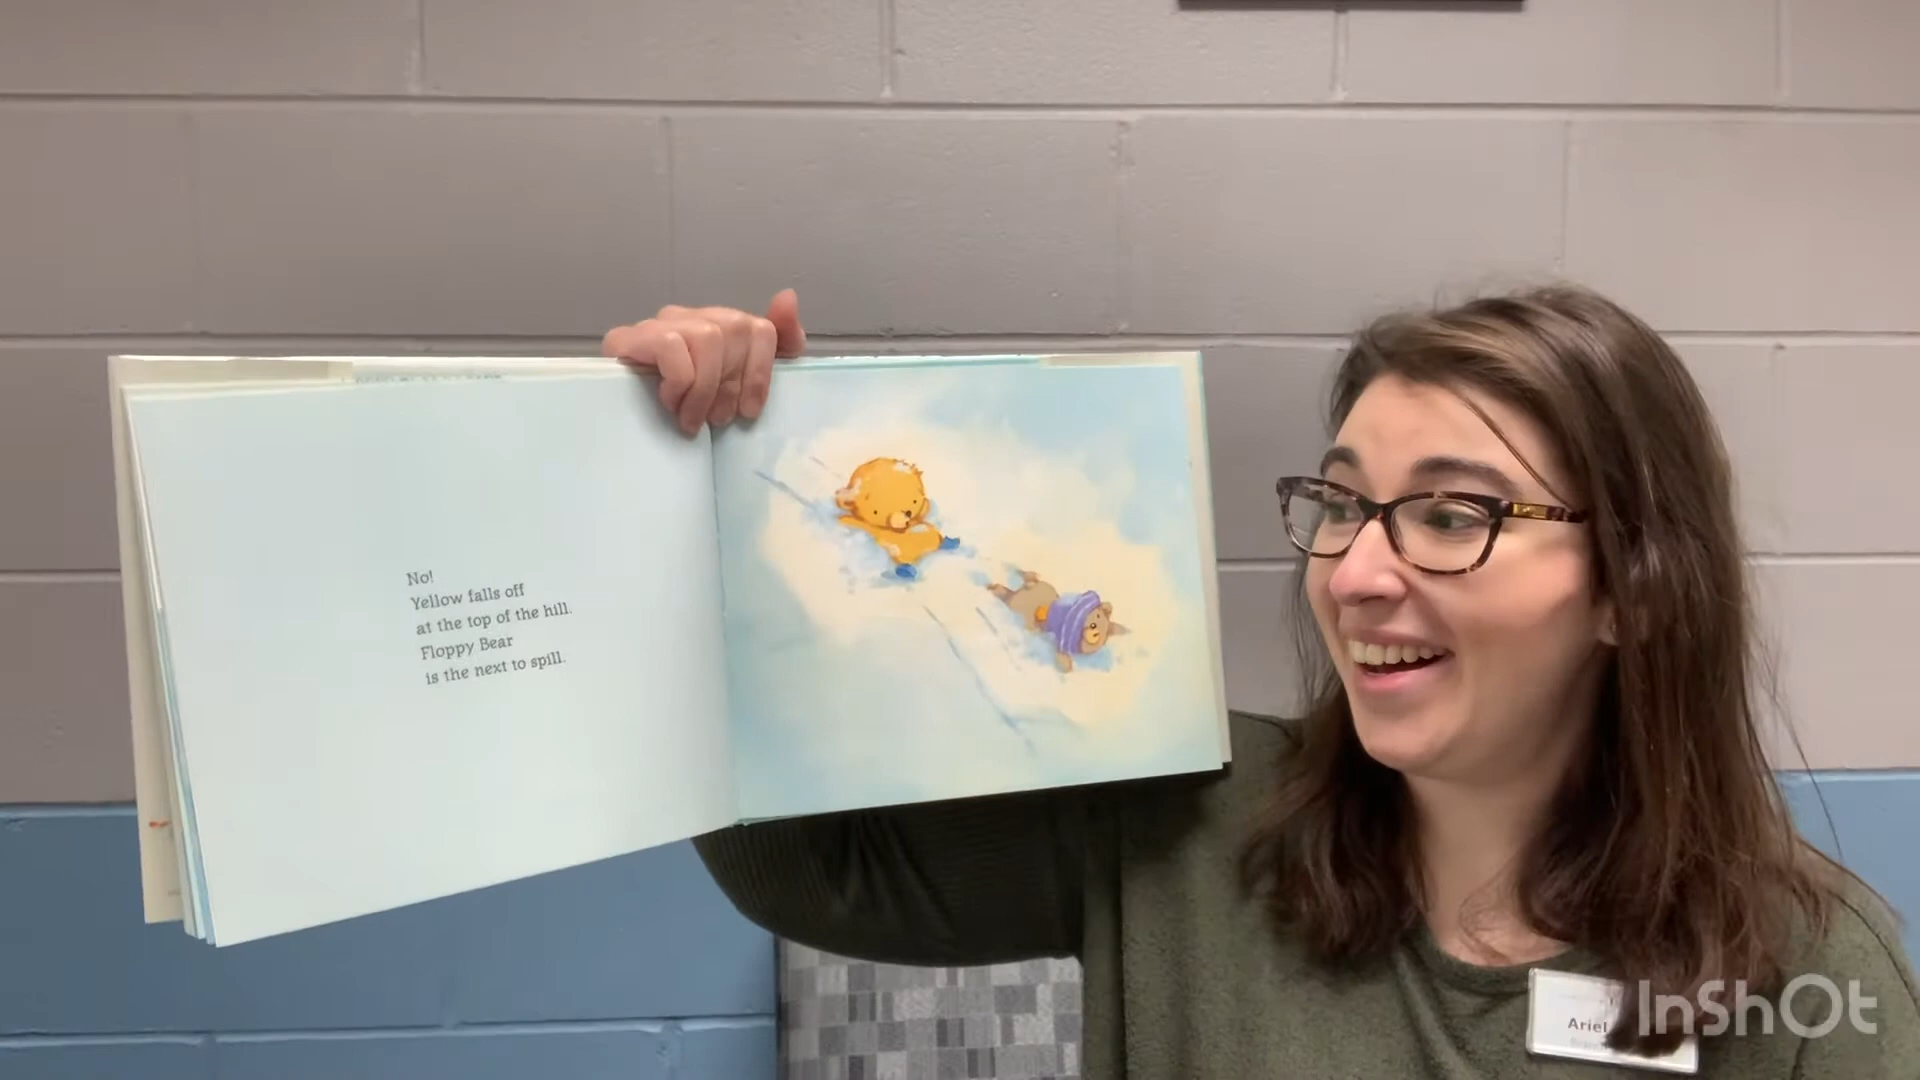 No!
Yellow falls off
at the top of the hill.
Floppy Bear
is the next to spill.
Ariel
InShOt